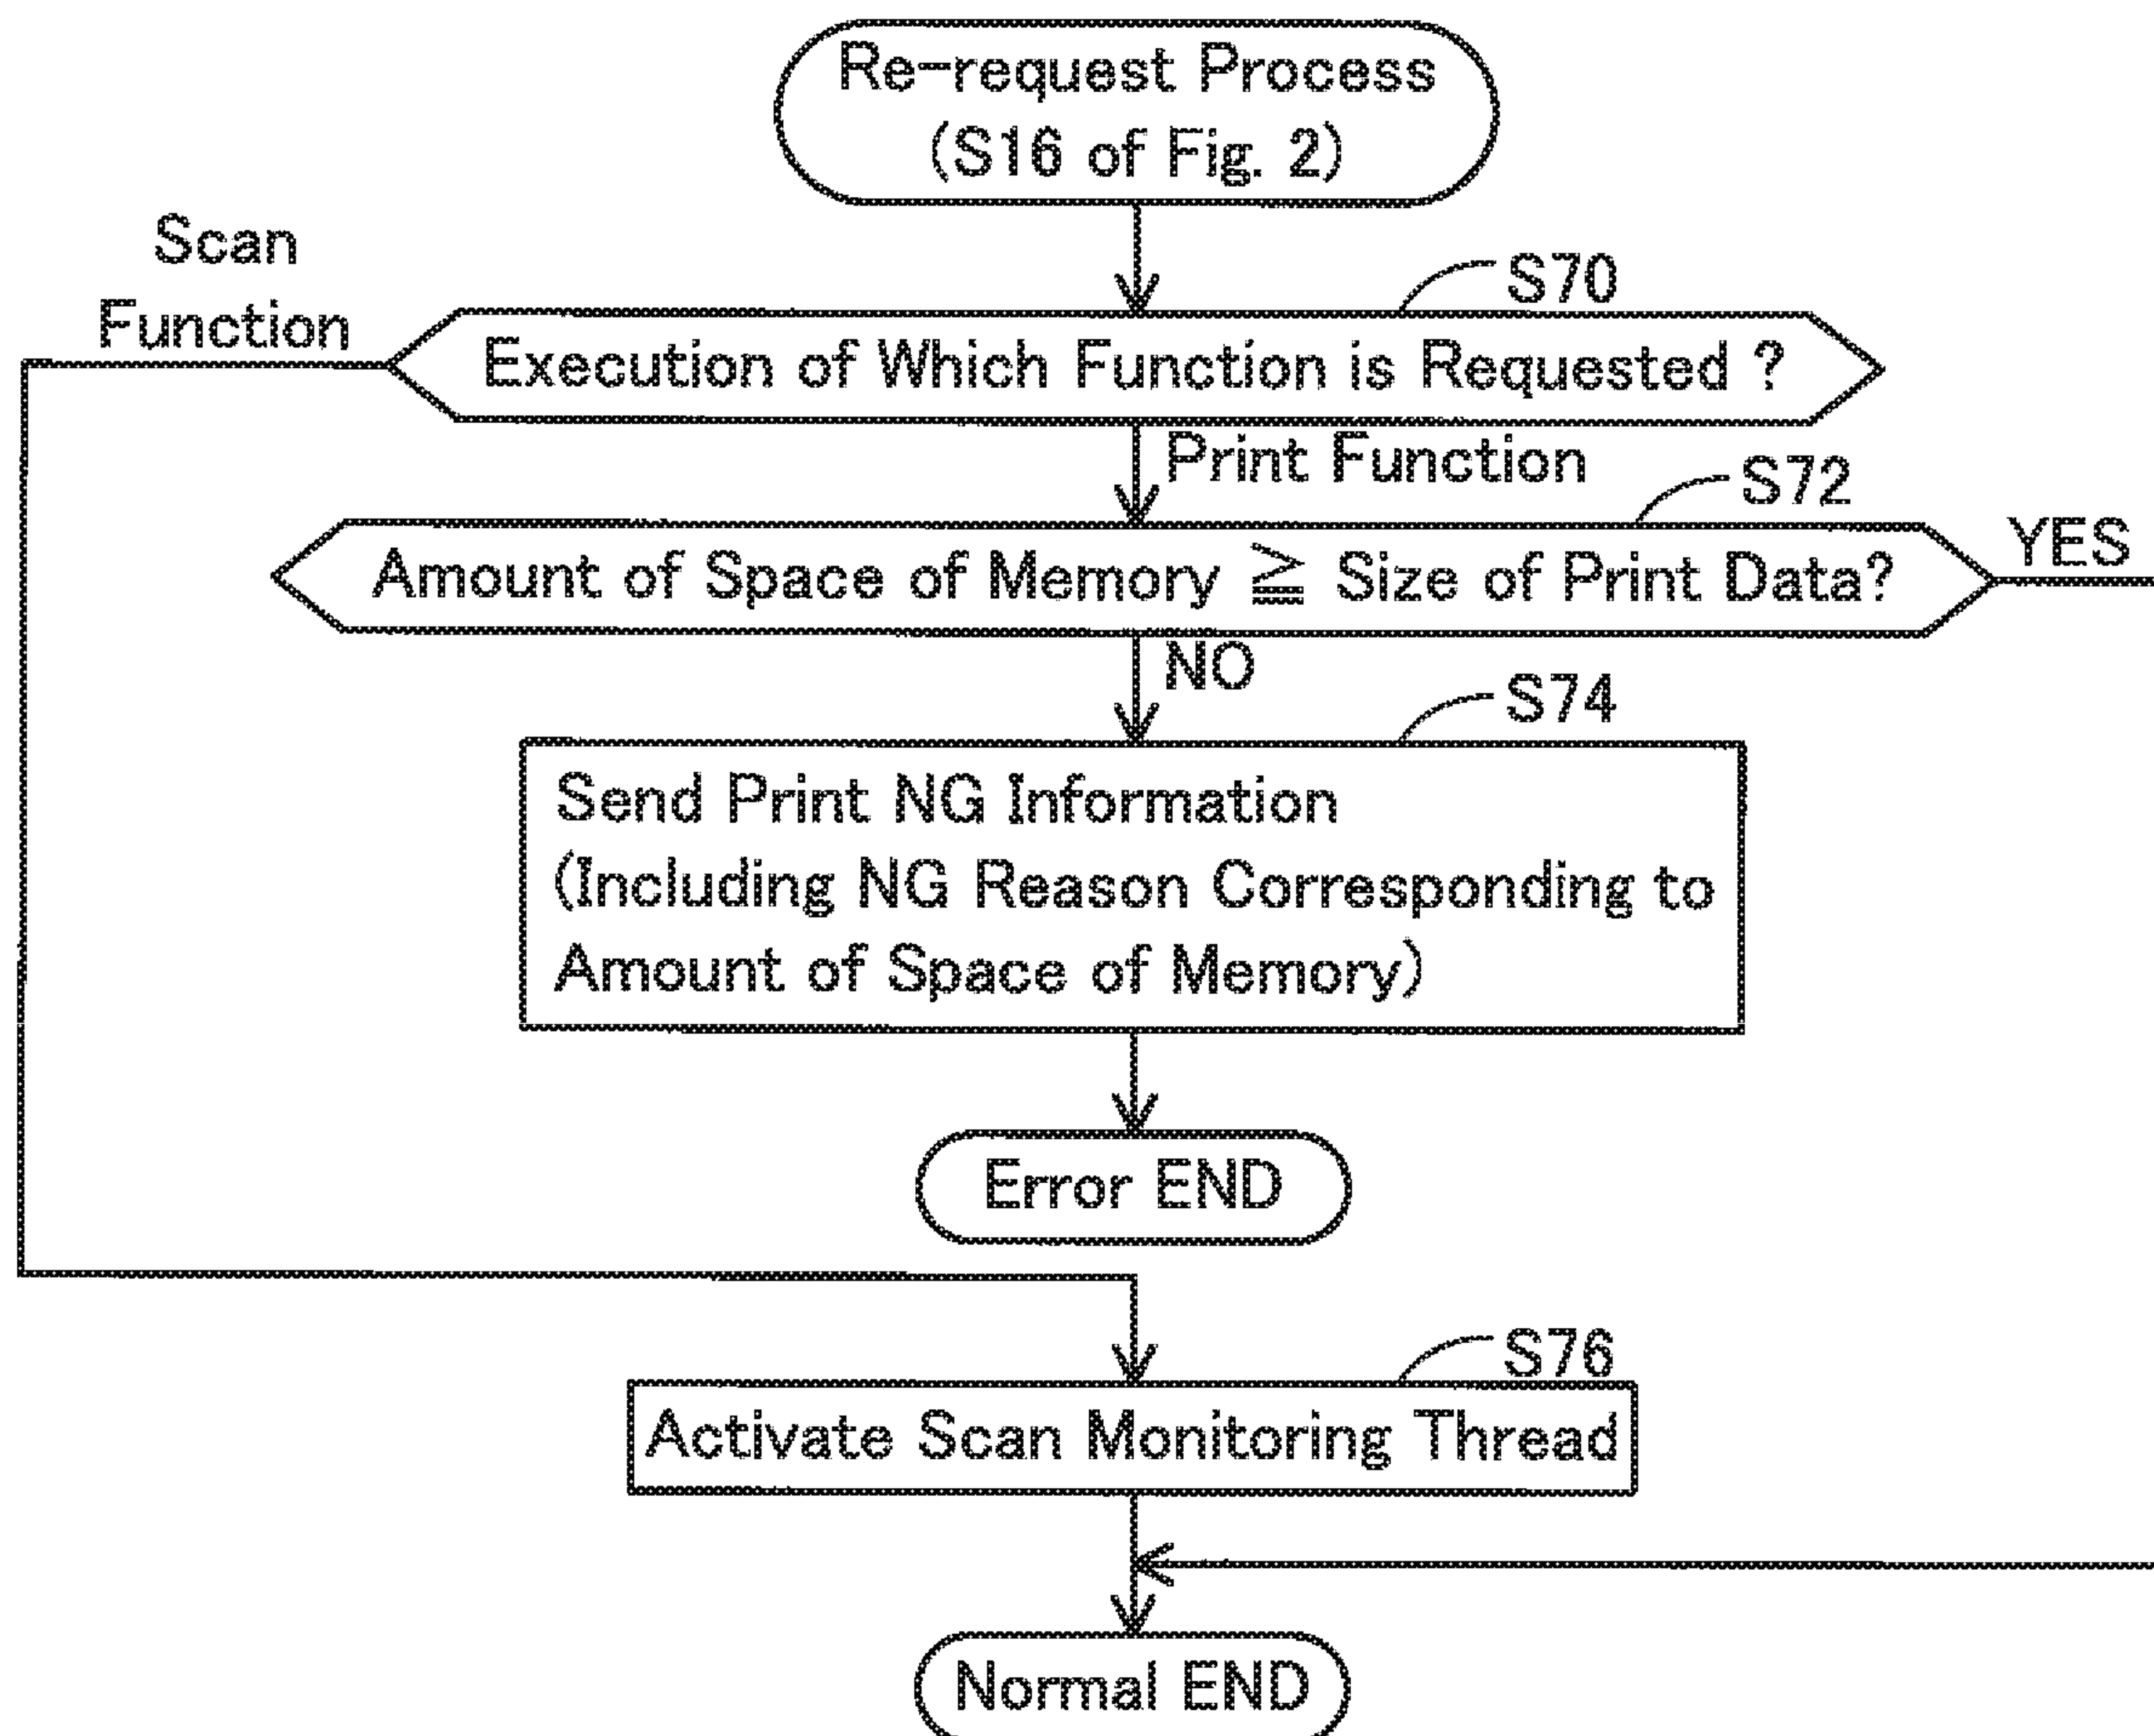 Re-request Process
(S16 of Fig. 2)
Scan
Function
S70
Execution of Which Function is Requested ?
Print Function
S72
Amount of Space of Memory ≧ Size of Print Data?
YES
NO
S74
Send Print NG Information
(Including NG Reason Corresponding to
Amount of Space of Memory)
Error END
S76
Activate Scan Monitoring Thread
Normal END